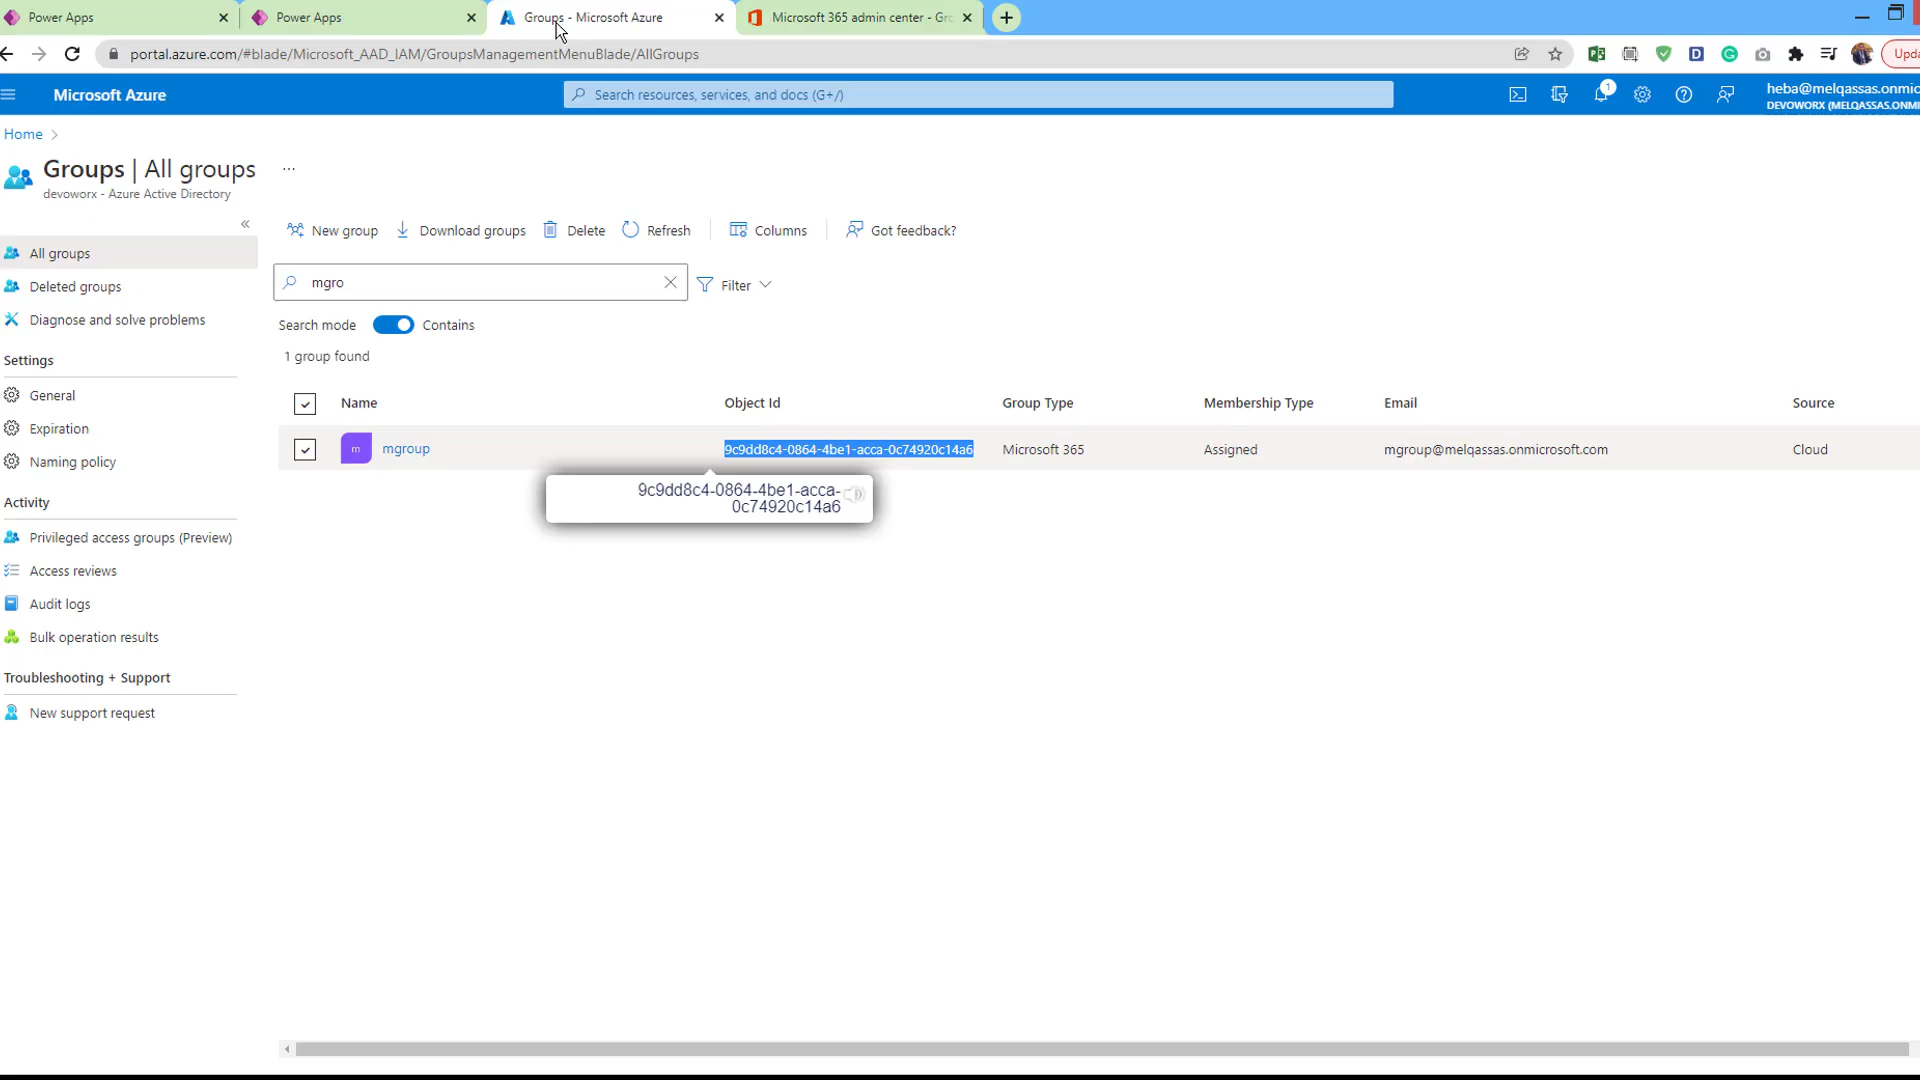 Power Apps
Power Apps
Groups - Microsoft Azure
Microsoft 365 admin center - Gr
portal.azure.com/#blade/Microsoft_AAD_IAM/GroupsManagementMenuBlade/AllGroups
Upda
Microsoft Azure
Search resources, services, and docs (G+/)
1
heba@melqassas.onmic
DEVOWORX (MELQASSAS.ONMI
Home
Groups | All groups
...
devoworx - Azure Active Directory
All groups
Deleted groups
Diagnose and solve problems
Settings
General
Expiration
Naming policy
Activity
Privileged access groups (Preview)
Access reviews
Audit logs
Bulk operation results
Troubleshooting + Support
New support request
New group
Download groups
Delete
Refresh
Columns
Got feedback?
mgro
Filter
Search mode
Contains
1 group found
Name
Object Id
Group Type
Membership Type
Email
Source
m
mgroup
9c9dd8c4-0864-4be1-acca-0c74920c14a6
Microsoft 365
Assigned
mgroup@melqassas.onmicrosoft.com
Cloud
9c9dd8c4-0864-4be1-acca-
0c74920c14a6